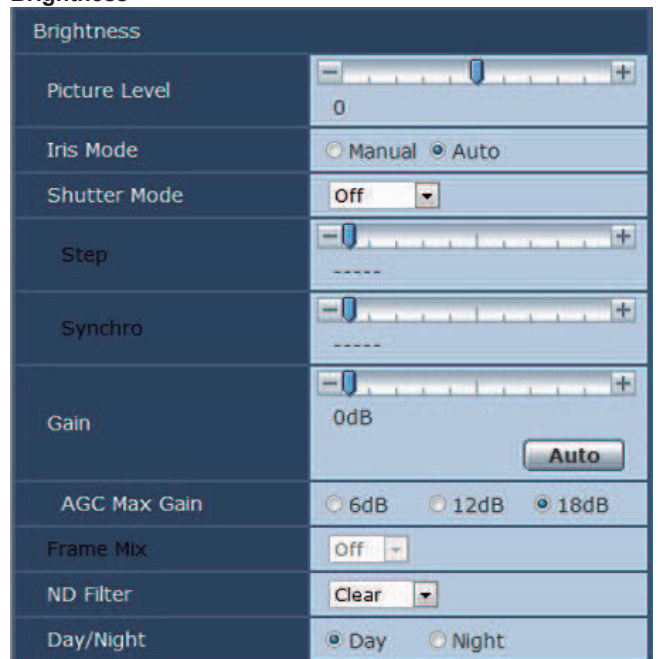 Brightness
Brightness
Picture Level
0
Iris Mode Manual Auto
Shutter Mode Off
Step
-----
Synchro
-----
Gain
0dB
Auto
AGC Max Gain 6dB 12dB 18dB
Frame Mix Off
ND Filter Clear
Day/Night Day Night